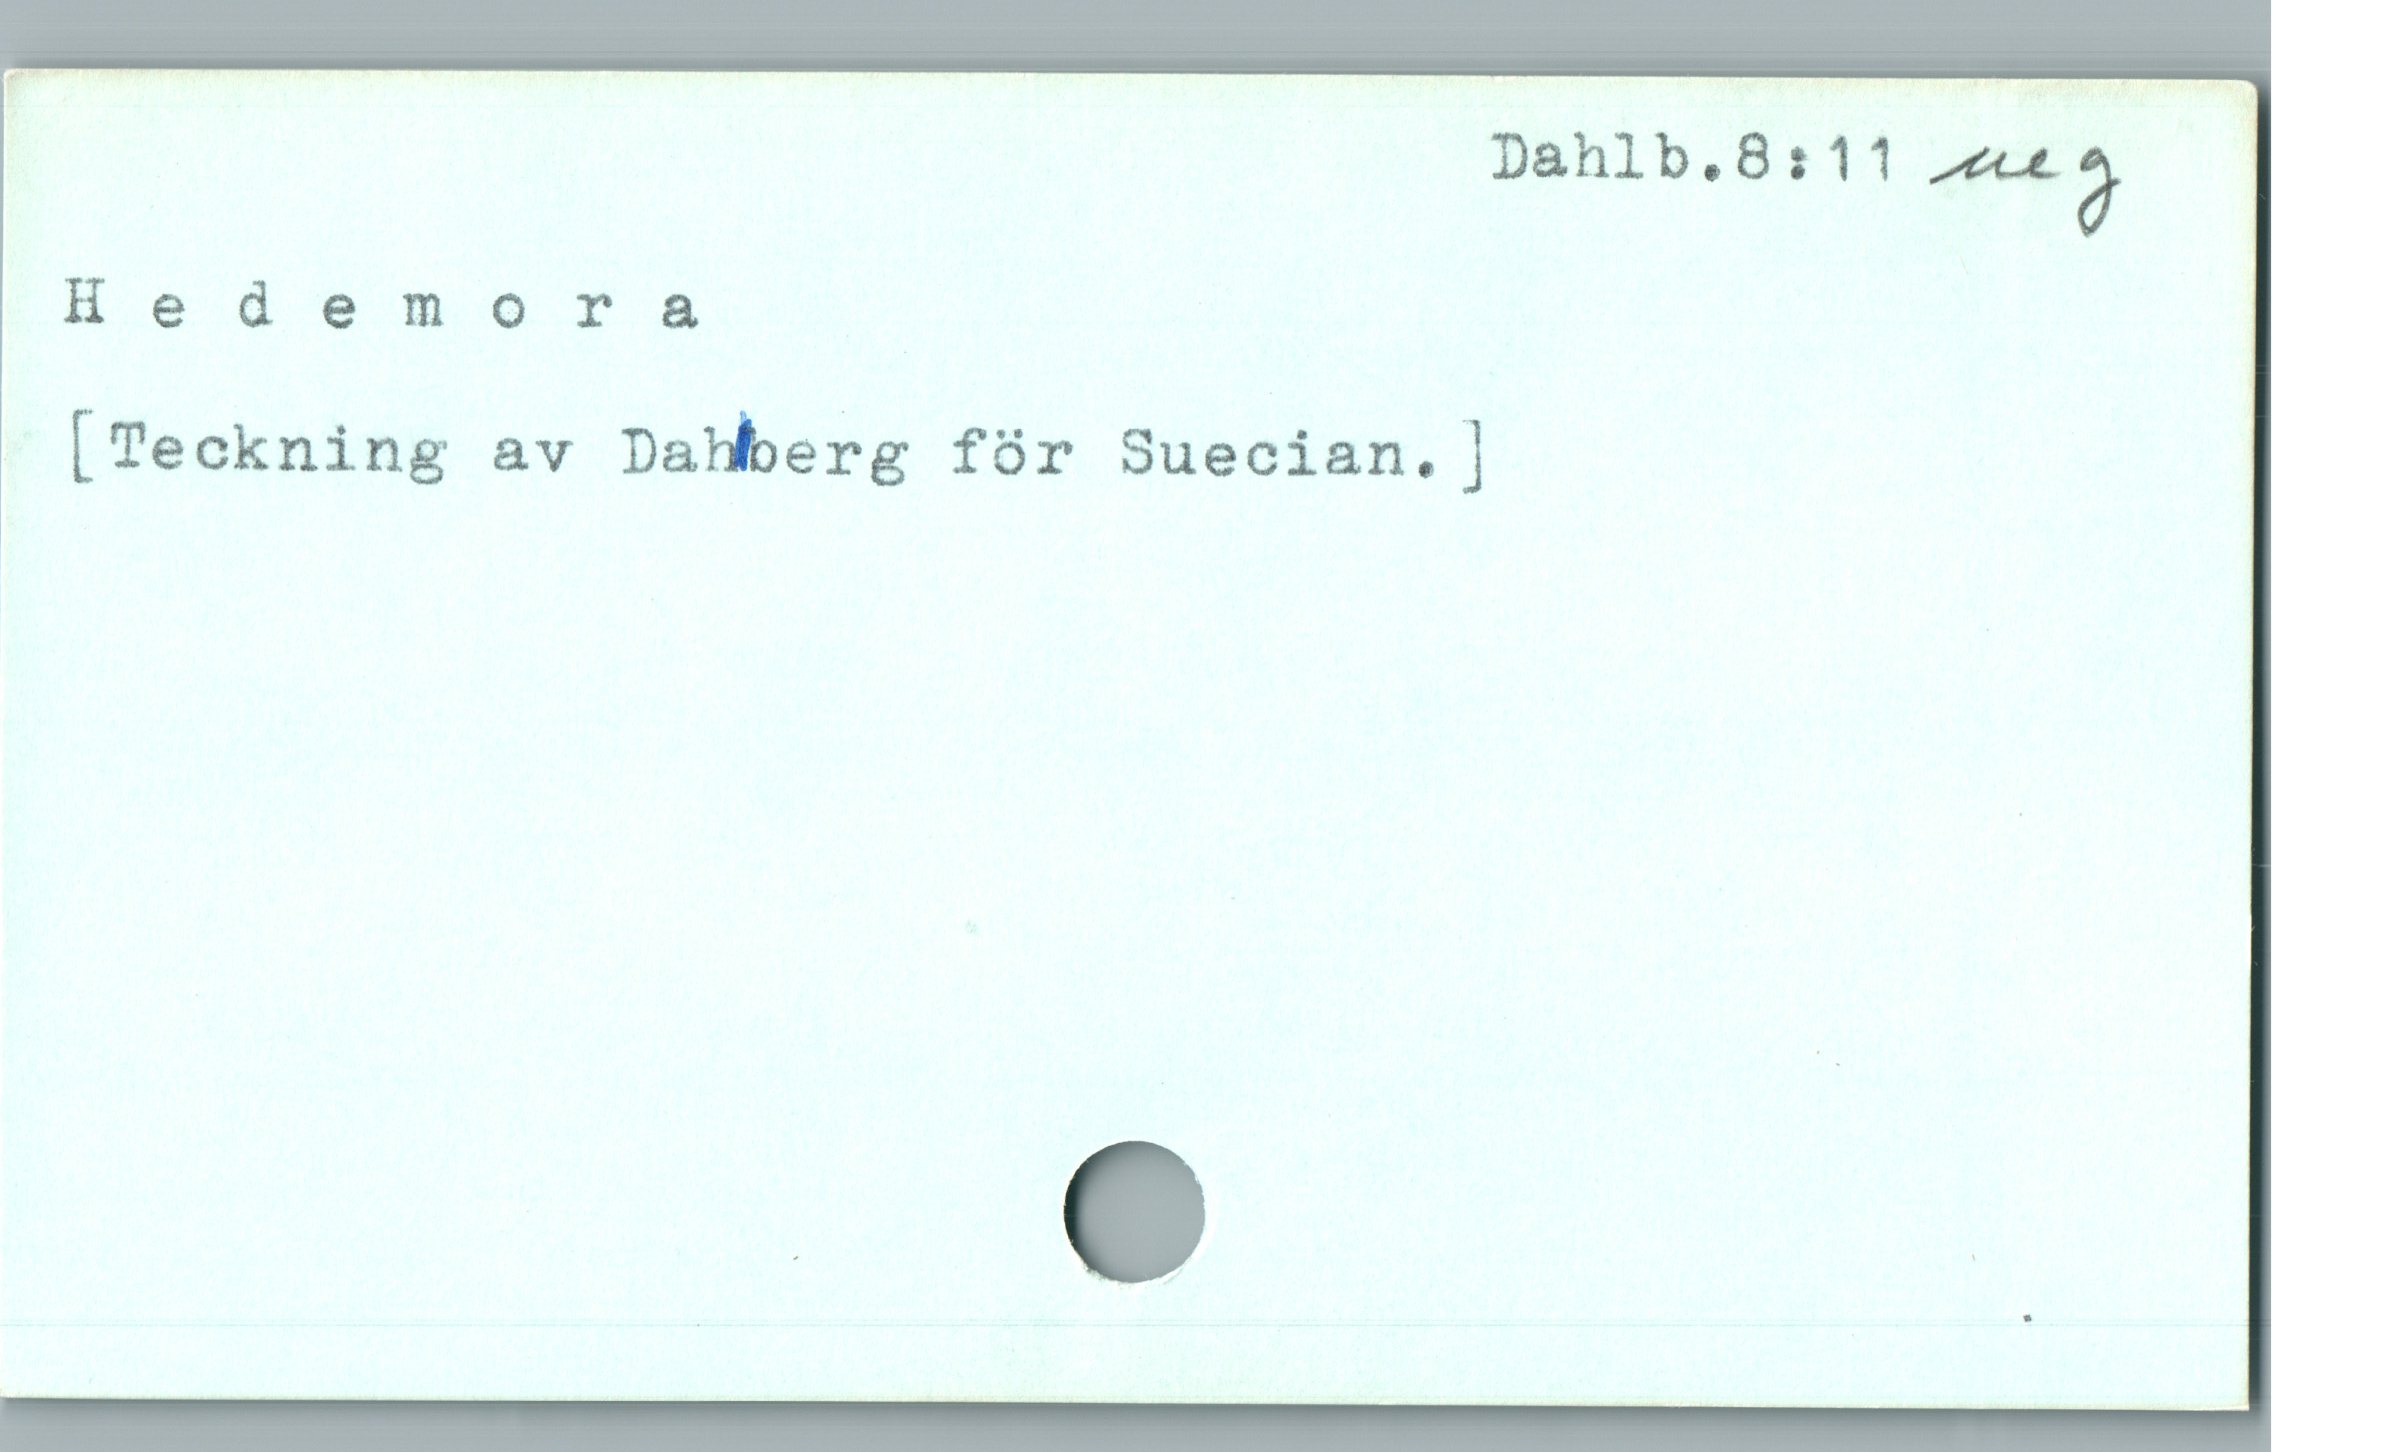 Dahlb.8:11 neg
H e d e m o r a
[Teckning av Dahlberg för Suecian.]